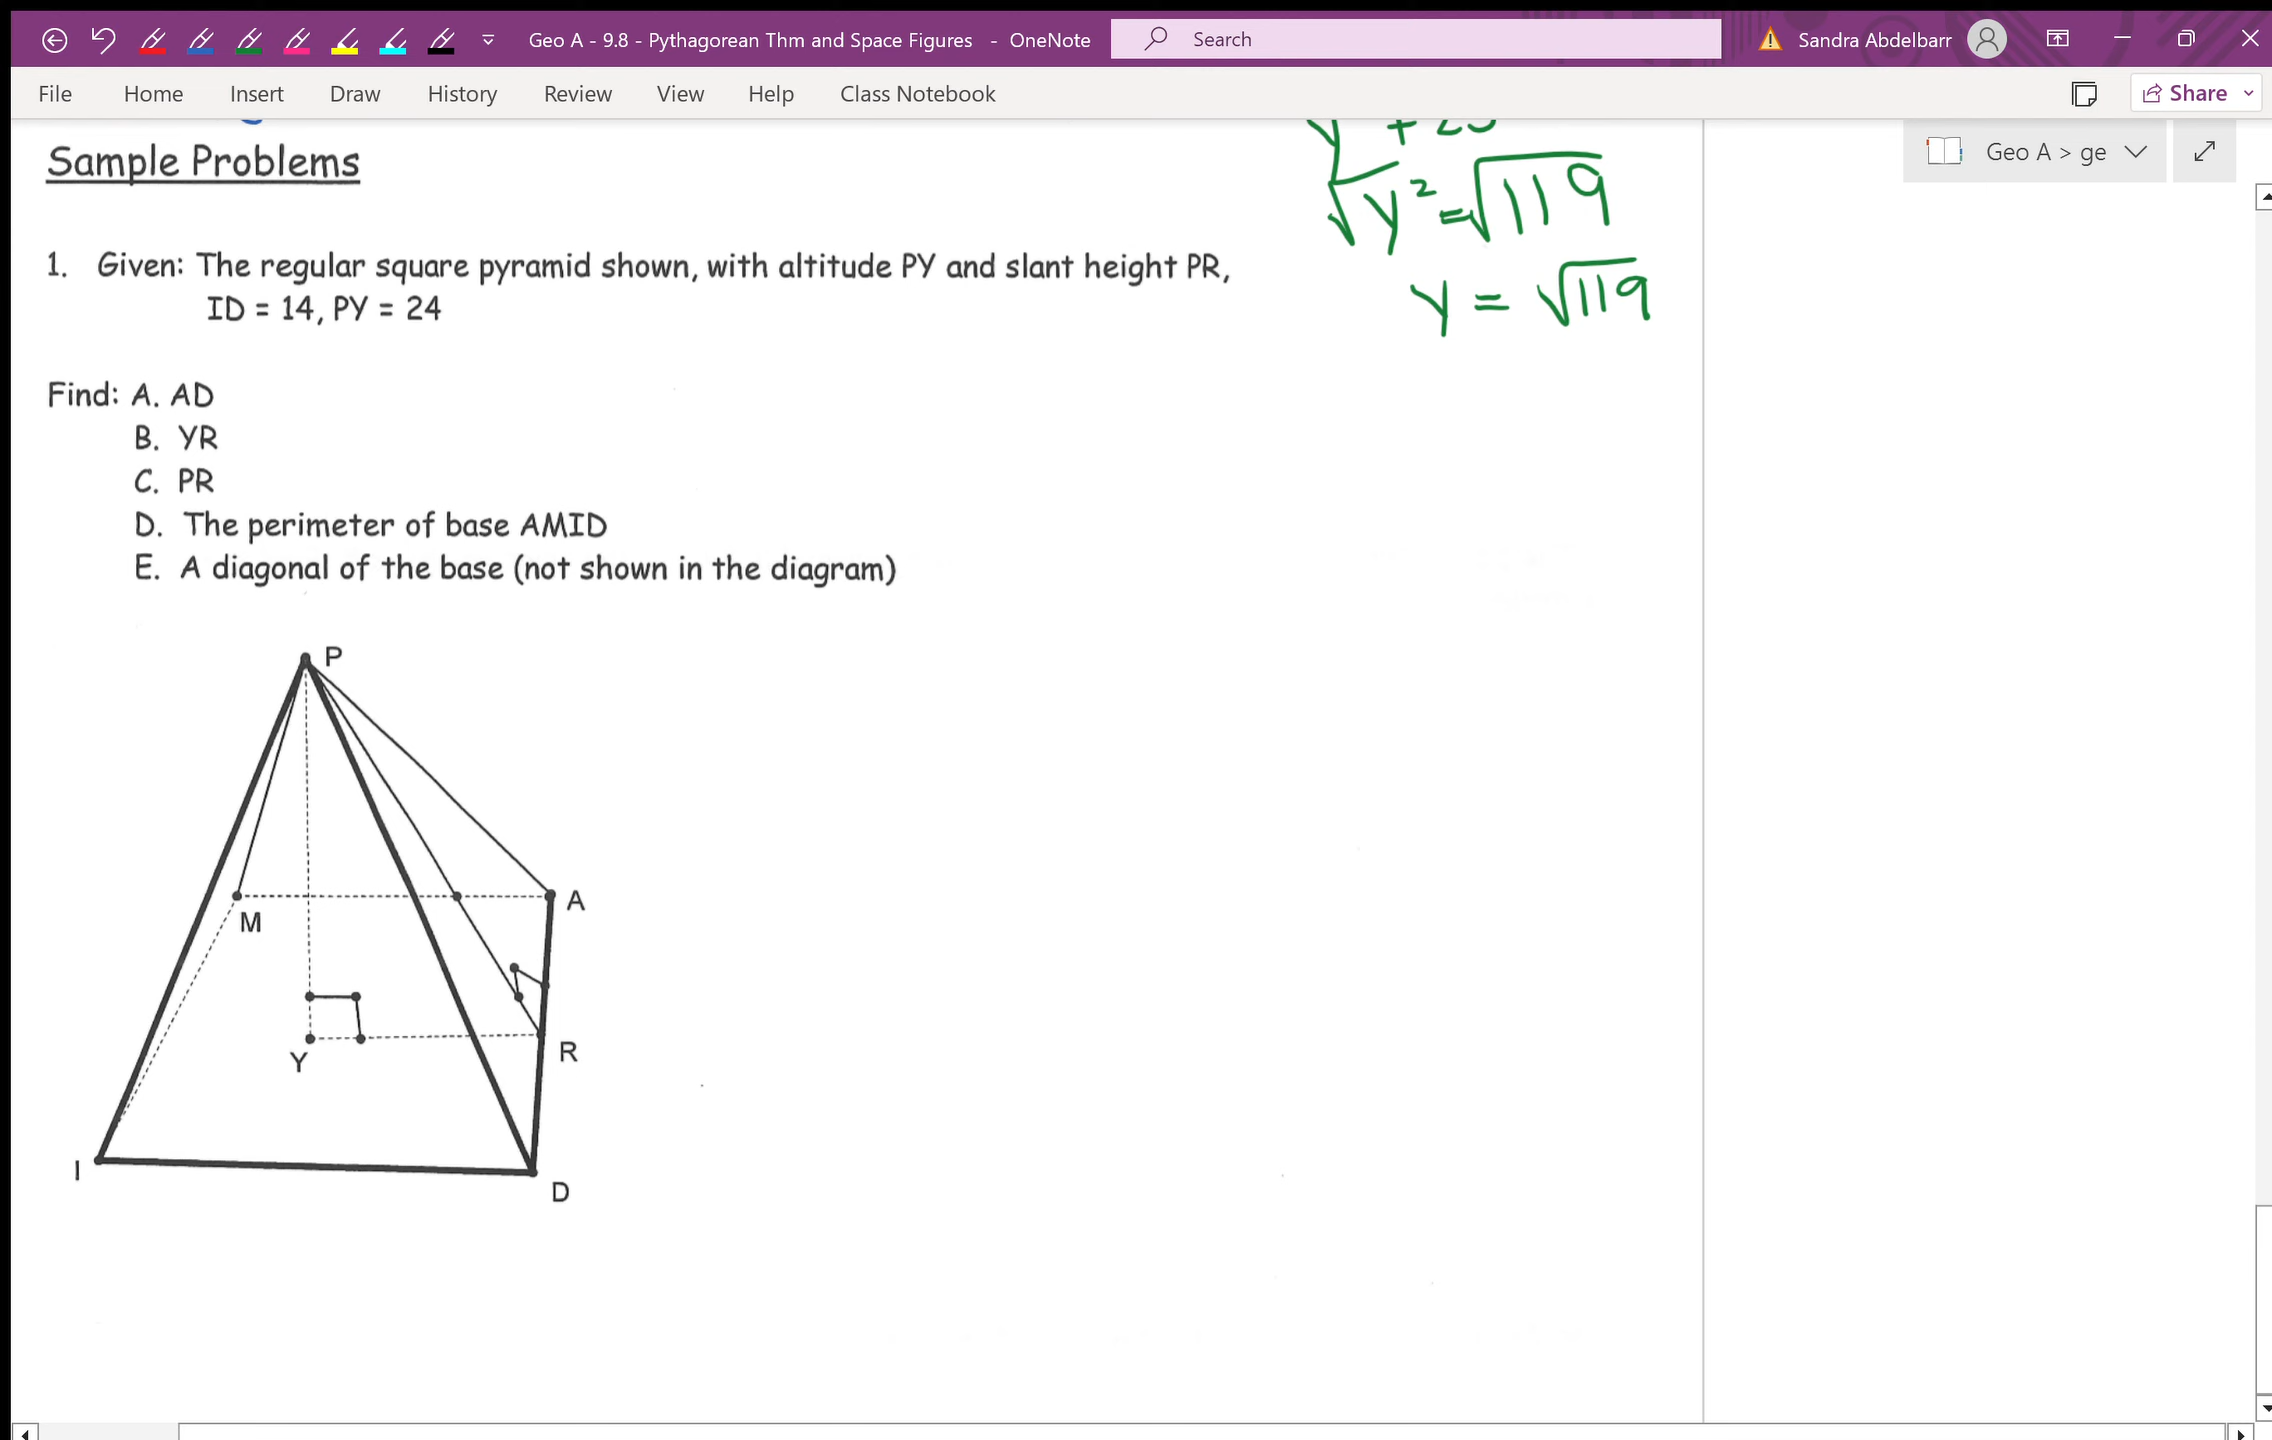 Geo A - 9.8 - Pythagorean Thm and Space Figures - OneNote
Search
Sandra Abdelbarr
File Home Insert Draw History Review View Help Class Notebook
Share
Geo A > ge
Sample Problems
√y² = √119
y = √119
1. Given: The regular square pyramid shown, with altitude PY and slant height PR,
ID = 14, PY = 24
Find: A. AD
B. YR
C. PR
D. The perimeter of base AMID
E. A diagonal of the base (not shown in the diagram)
P
A
M
Y
R
I
D